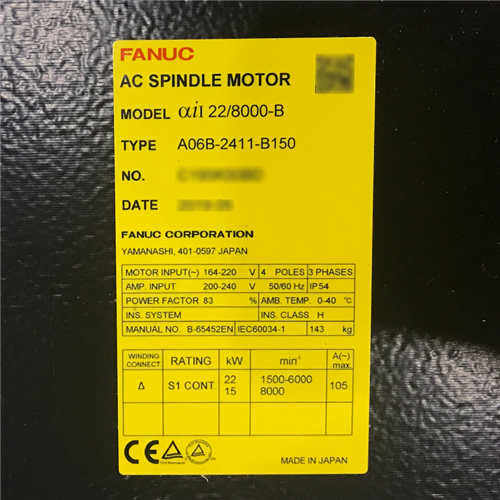 FANUC
AC SPINDLE MOTOR
MODEL αiI 22/8000-B
TYPE A06B-2411-B150
NO.
DATE
FANUC CORPORATION
YAMANASHI, 401-0597 JAPAN
MOTOR INPUT(~) 164-220 V 4 POLES 3 PHASES
AMP. INPUT 200-240 V 50/60 Hz IP54
POWER FACTOR 83 % AMB. TEMP. 0-40 ℃
INS. SYSTEM INS. CLASS H
MANUAL NO. B-65452EN IEC60034-1 143 kg
WINDING CONNECT RATING kW min⁻¹ A(~) max
Δ S1 CONT 22 1500-6000 105
15 8000
CE
MADE IN JAPAN